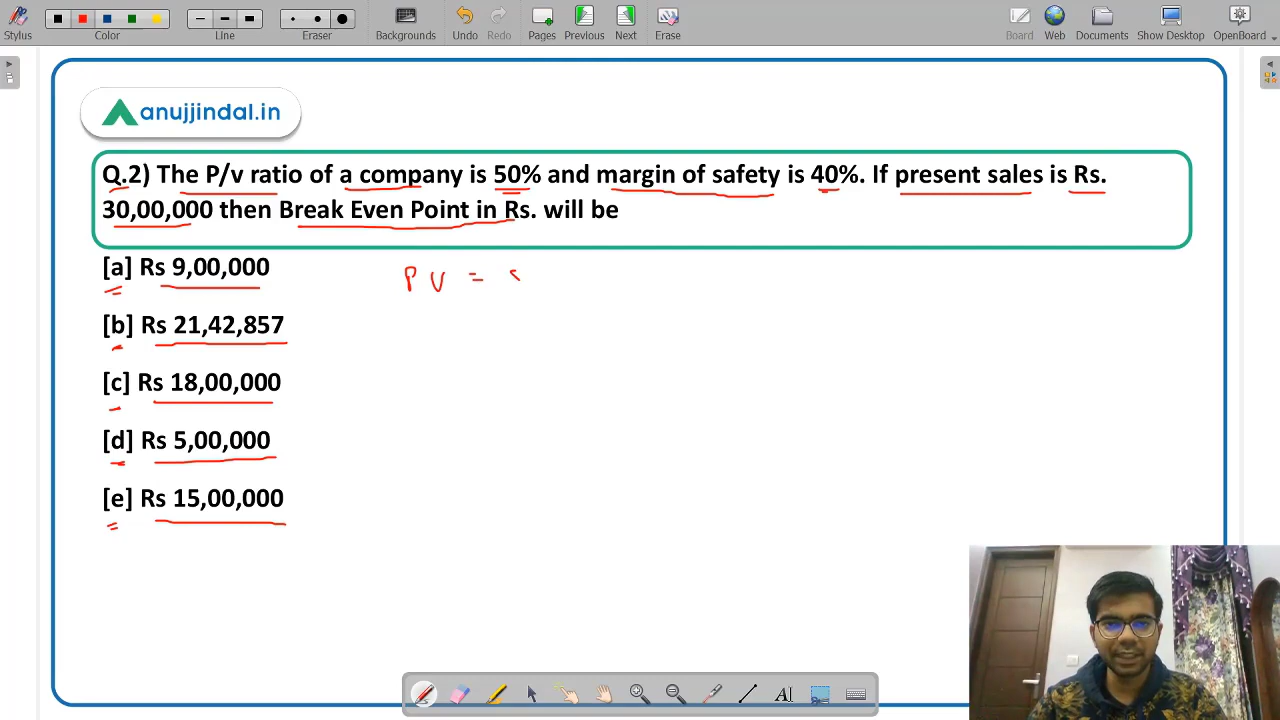 Stylus
Color
Line
Eraser
Backgrounds
Undo
Redo
Pages
Previous
Next
Erase
Board
Web
Documents
Show Desktop
OpenBoard
anujjindal.in
Q.2) The P/v ratio of a company is 50% and margin of safety is 40%. If present sales is Rs.
30,00,000 then Break Even Point in Rs. will be
[a] Rs 9,00,000
P V =
[b] Rs 21,42,857
[c] Rs 18,00,000
[d] Rs 5,00,000
[e] Rs 15,00,000